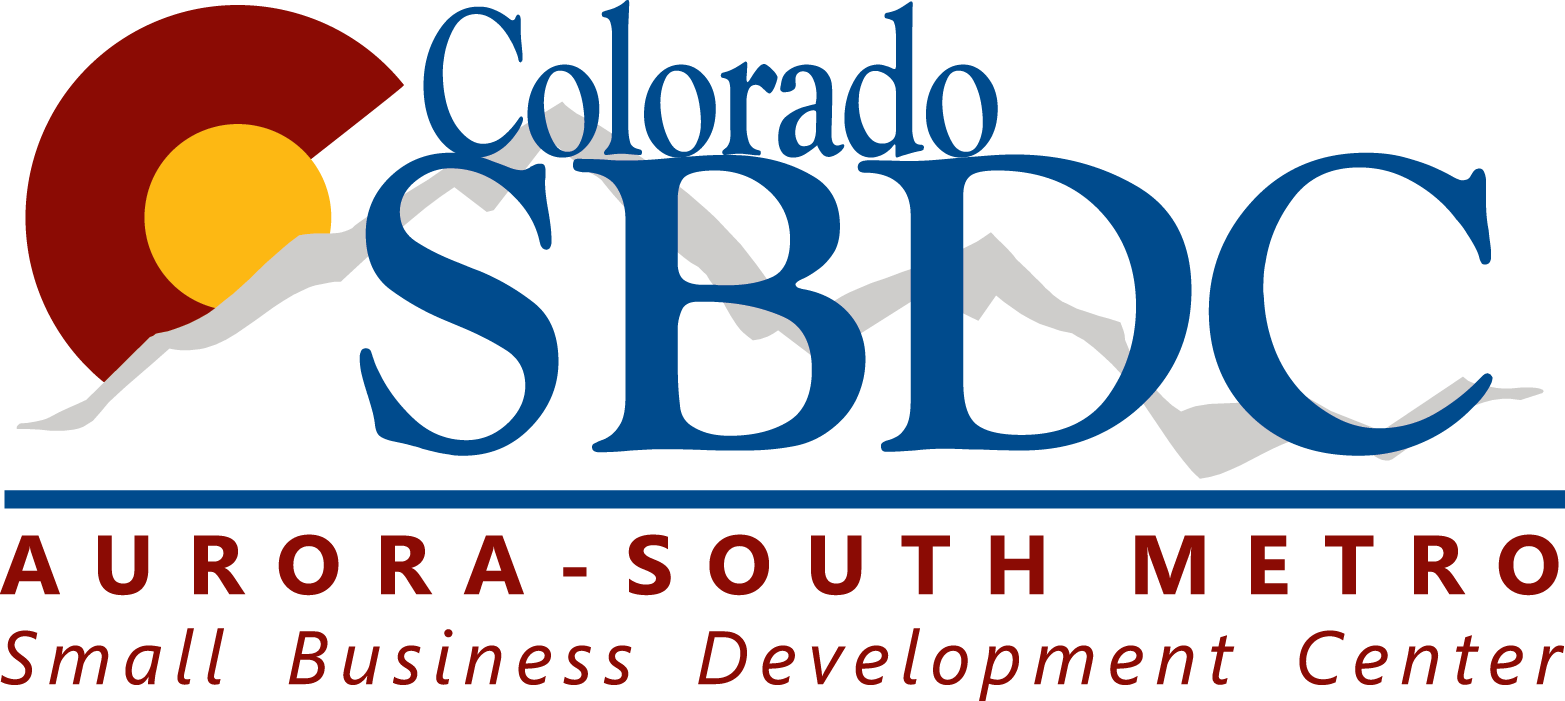 Colorado
SBDC
AURORA-SOUTH METRO
Small Business Development Center